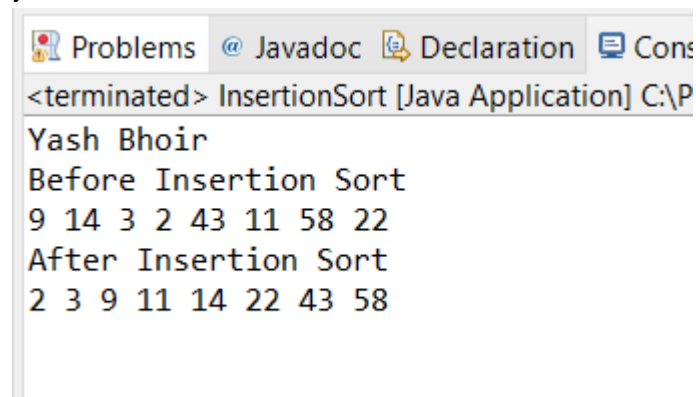 Problems @ Javadoc Declaration Cons
<terminated> InsertionSort [Java Application] C:\P
Yash Bhoir
Before Insertion Sort
9 14 3 2 43 11 58 22
After Insertion Sort
2 3 9 11 14 22 43 58